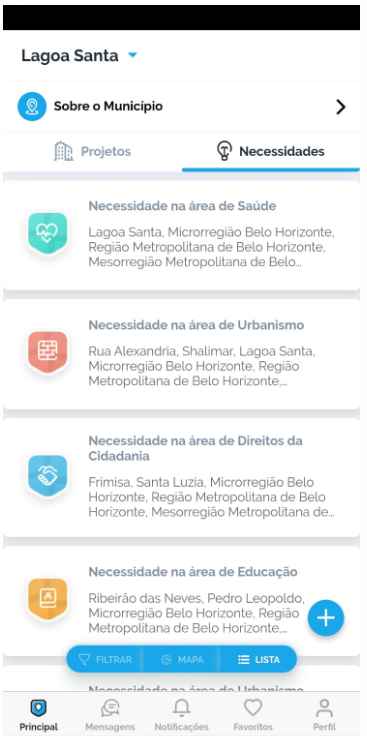 Lagoa Santa
Sobre o Município
Projetos
Necessidades
Necessidade na área de Saúde
Lagoa Santa, Microrregião Belo Horizonte,
Região Metropolitana de Belo Horizonte,
Mesorregião Metropolitana de Belo...
Necessidade na área de Urbanismo
Rua Alexandria, Shalimar, Lagoa Santa,
Microrregião Belo Horizonte, Região
Metropolitana de Belo Horizonte,...
Necessidade na área de Direitos da
Cidadania
Frimisa, Santa Luzia, Microrregião Belo
Horizonte, Região Metropolitana de Belo
Horizonte, Mesorregião Metropolitana de...
Necessidade na área de Educação
Ribeirão das Neves, Pedro Leopoldo,
Microrregião Belo Horizonte, Região
Metropolitana de Belo Horizonte,...
FILTRAR
MAPA
LISTA
Necessidade na área de Urbanismo
Principal
Mensagens
Notificações
Favoritos
Perfil